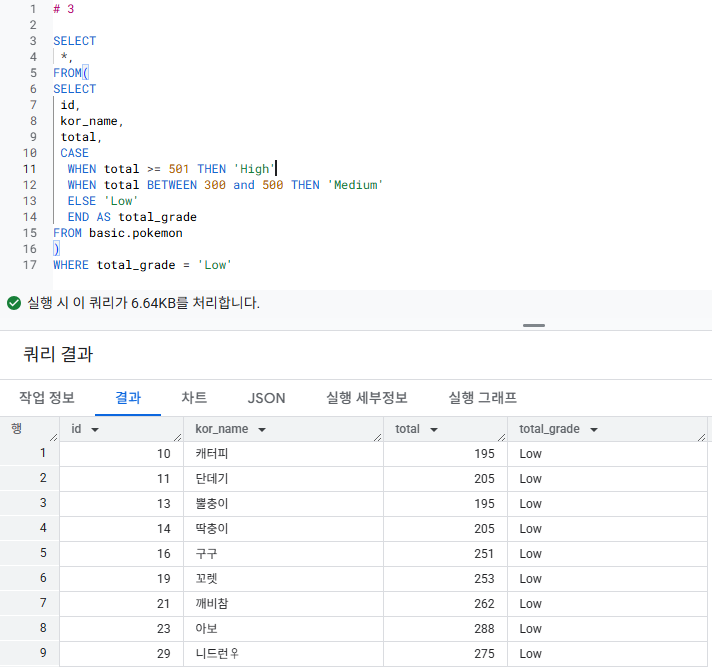 1 # 3
2
3 SELECT
4 *,
5 FROM(
6 SELECT
7 id,
8 kor_name,
9 total,
10 CASE
11 WHEN total >= 501 THEN 'High'
12 WHEN total BETWEEN 300 and 500 THEN 'Medium'
13 ELSE 'Low'
14 END AS total_grade
15 FROM basic.pokemon
16 )
17 WHERE total_grade = 'Low'
실행 시 이 쿼리가 6.64KB를 처리합니다.
쿼리 결과
작업 정보 결과 차트 JSON 실행 세부정보 실행 그래프
행 id kor_name total total_grade
1 10 캐터피 195 Low
2 11 단데기 205 Low
3 13 뿔충이 195 Low
4 14 딱충이 205 Low
5 16 구구 251 Low
6 19 꼬렛 253 Low
7 21 깨비참 262 Low
8 23 아보 288 Low
9 29 니드런♀ 275 Low